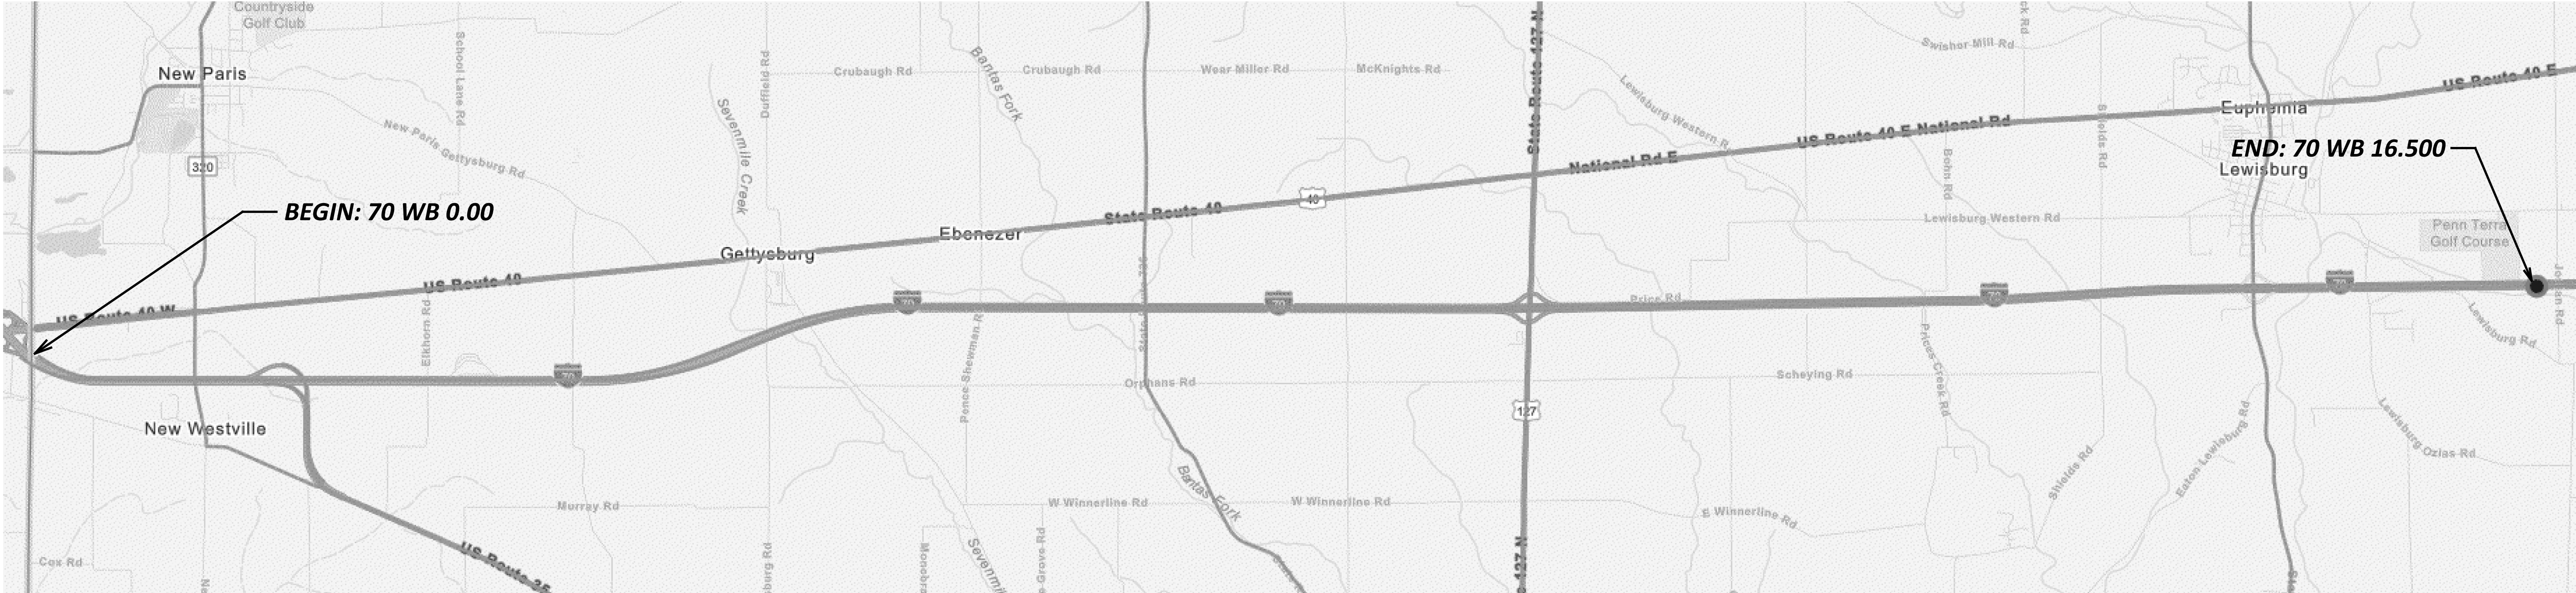 Countryside
Golf Club
New Paris
School Lane Rd
Duffield Rd
Crubaugh Rd
Bantas Fork
Crubaugh Rd
Wear Miller Rd
McKnights Rd
State Route 127 N
Swisher Mill Rd
US Route 40 E
Lewisburg Western R
Euphemia
US Route 40 E National Rd
Shields Rd
END: 70 WB 16.500
Lewisburg
New Paris Gettysburg Rd
Sevenmile Creek
National Rd E
Bohn Rd
320
40
BEGIN: 70 WB 0.00
State Route 40
Lewisburg Western Rd
Penn Terra
Golf Course
Ebenezer
Gettysburg
US Route 40
US Route 40 W
70
70
70
70
70
Price Rd
Elkhorn Rd
Pence Shewman R
Prices Creek Rd
Lewisburg Rd
Orphans Rd
Scheying Rd
127
New Westville
Lewisburg Ozias Rd
Eaton Lewisburg Rd
Shields Rd
Bantas Fork
Murray Rd
W Winnerline Rd
W Winnerline Rd
E Winnerline Rd
US Route 35
Cox Rd
burg Rd
Sevenmi
Grove Rd
127 N